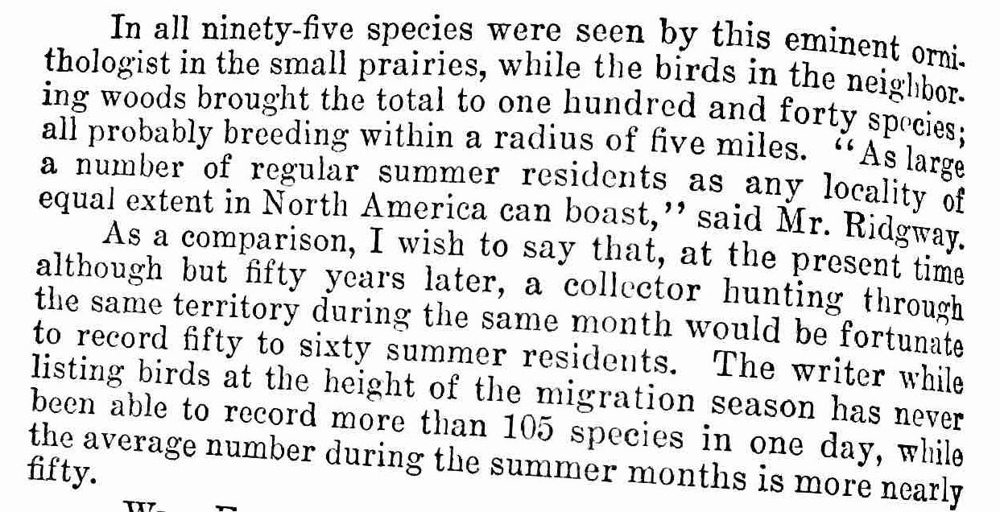 In all ninety-five species were seen by this eminent orni-
thologist in the small prairies, while the birds in the neighbor-
ing woods brought the total to one hundred and forty species;
all probably breeding within a radius of five miles. “As large
a number of regular summer residents as any locality of
equal extent in North America can boast,” said Mr. Ridgway.
As a comparison, I wish to say that, at the present time
although but fifty years later, a collector hunting through
the same territory during the same month would be fortunate
to record fifty to sixty summer residents. The writer while
listing birds at the height of the migration season has never
been able to record more than 105 species in one day, while
the average number during the summer months is more nearly
fifty.